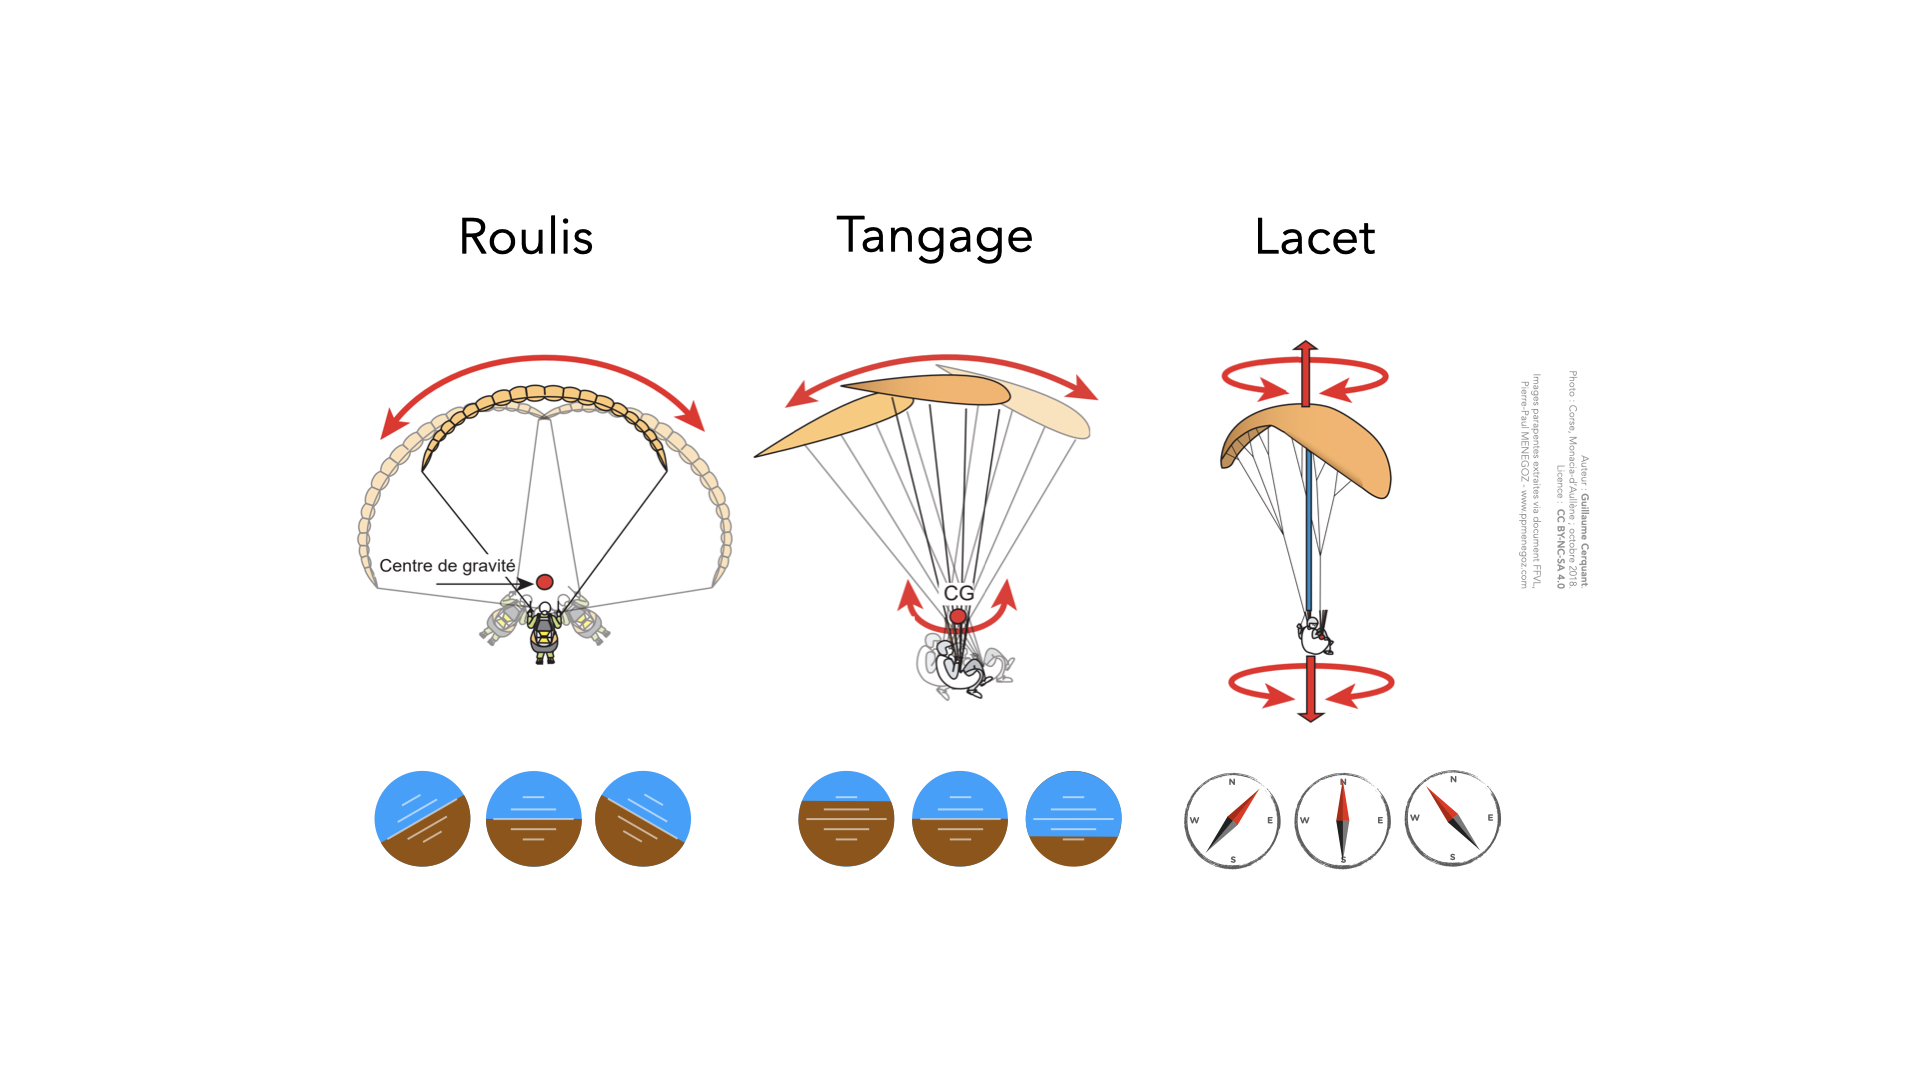 Roulis
Tangage
Lacet
Centre de gravité
CG
N
W
E
S
N
W
E
S
N
W
E
S
Auteur : Guillaume Cerquant
Photo : Corse, Monacia-d'Aullène ; octobre 2018.
Licence : CC BY-NC-SA 4.0
Images parapentes extraites via document FFVL,
Pierre-Paul MENEGOZ - www.ppmenegoz.com